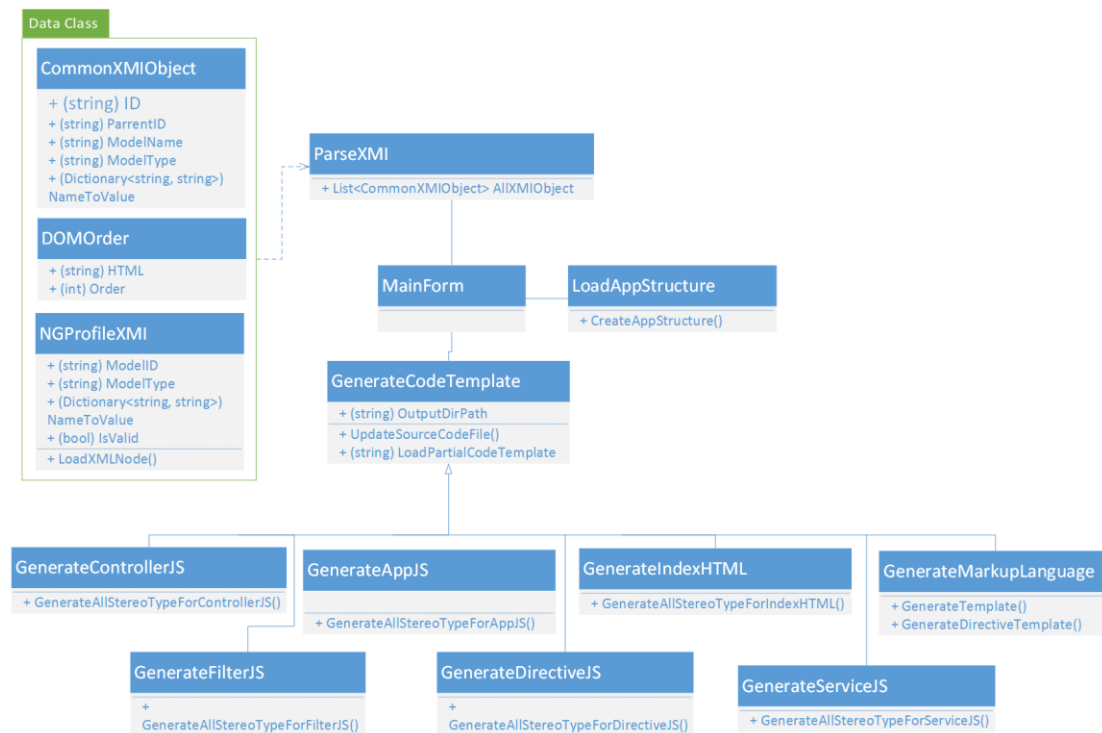 Data Class
CommonXMIObject
+ (string) ID
+ (string) ParrentID
+ (string) ModelName
+ (string) ModelType
+ (Dictionary<string, string>)
NameToValue
DOMOrder
+ (string) HTML
+ (int) Order
NGProfileXMI
+ (string) ModelID
+ (string) ModelType
+ (Dictionary<string, string>)
NameToValue
+ (bool) IsValid
+ LoadXMLNode()
ParseXMI
+ List<CommonXMIObject> AllXMIObject
MainForm
LoadAppStructure
+ CreateAppStructure()
GenerateCodeTemplate
+ (string) OutputDirPath
+ UpdateSourceCodeFile()
+ (string) LoadPartialCodeTemplate
GenerateControllerJS
+ GenerateAllStereoTypeForControllerJS()
GenerateAppJS
+ GenerateAllStereoTypeForAppJS()
GenerateIndexHTML
+ GenerateAllStereoTypeForIndexHTML()
GenerateMarkupLanguage
+ GenerateTemplate()
+ GenerateDirectiveTemplate()
GenerateFilterJS
+
GenerateAllStereoTypeForFilterJS()
GenerateDirectiveJS
+
GenerateAllStereoTypeForDirectiveJS()
GenerateServiceJS
+ GenerateAllStereoTypeForServiceJS()